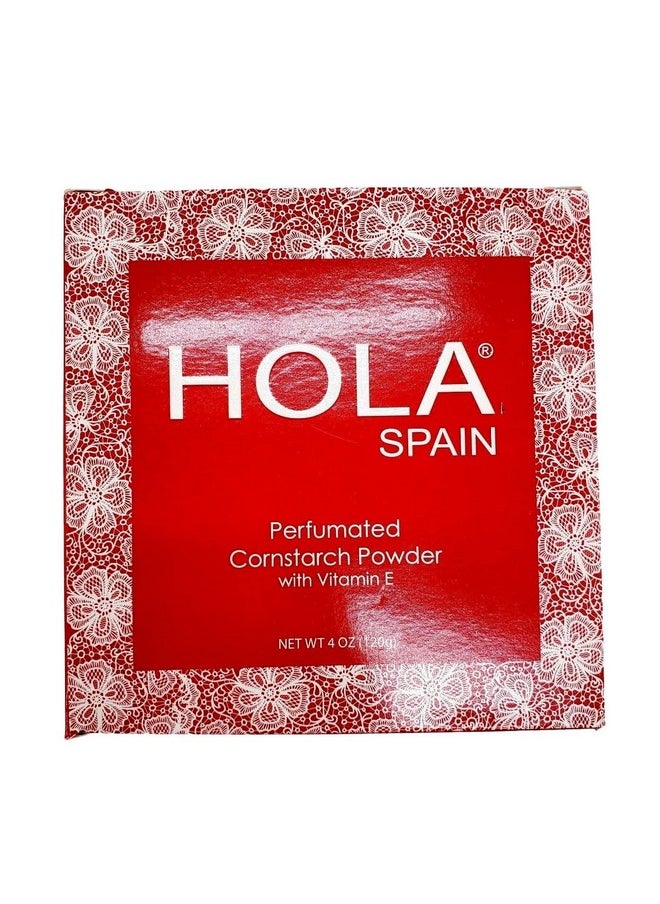 HOLA®
SPAIN
Perfumated
Cornstarch Powder
with Vitamin E
NET WT 4 OZ (120g)